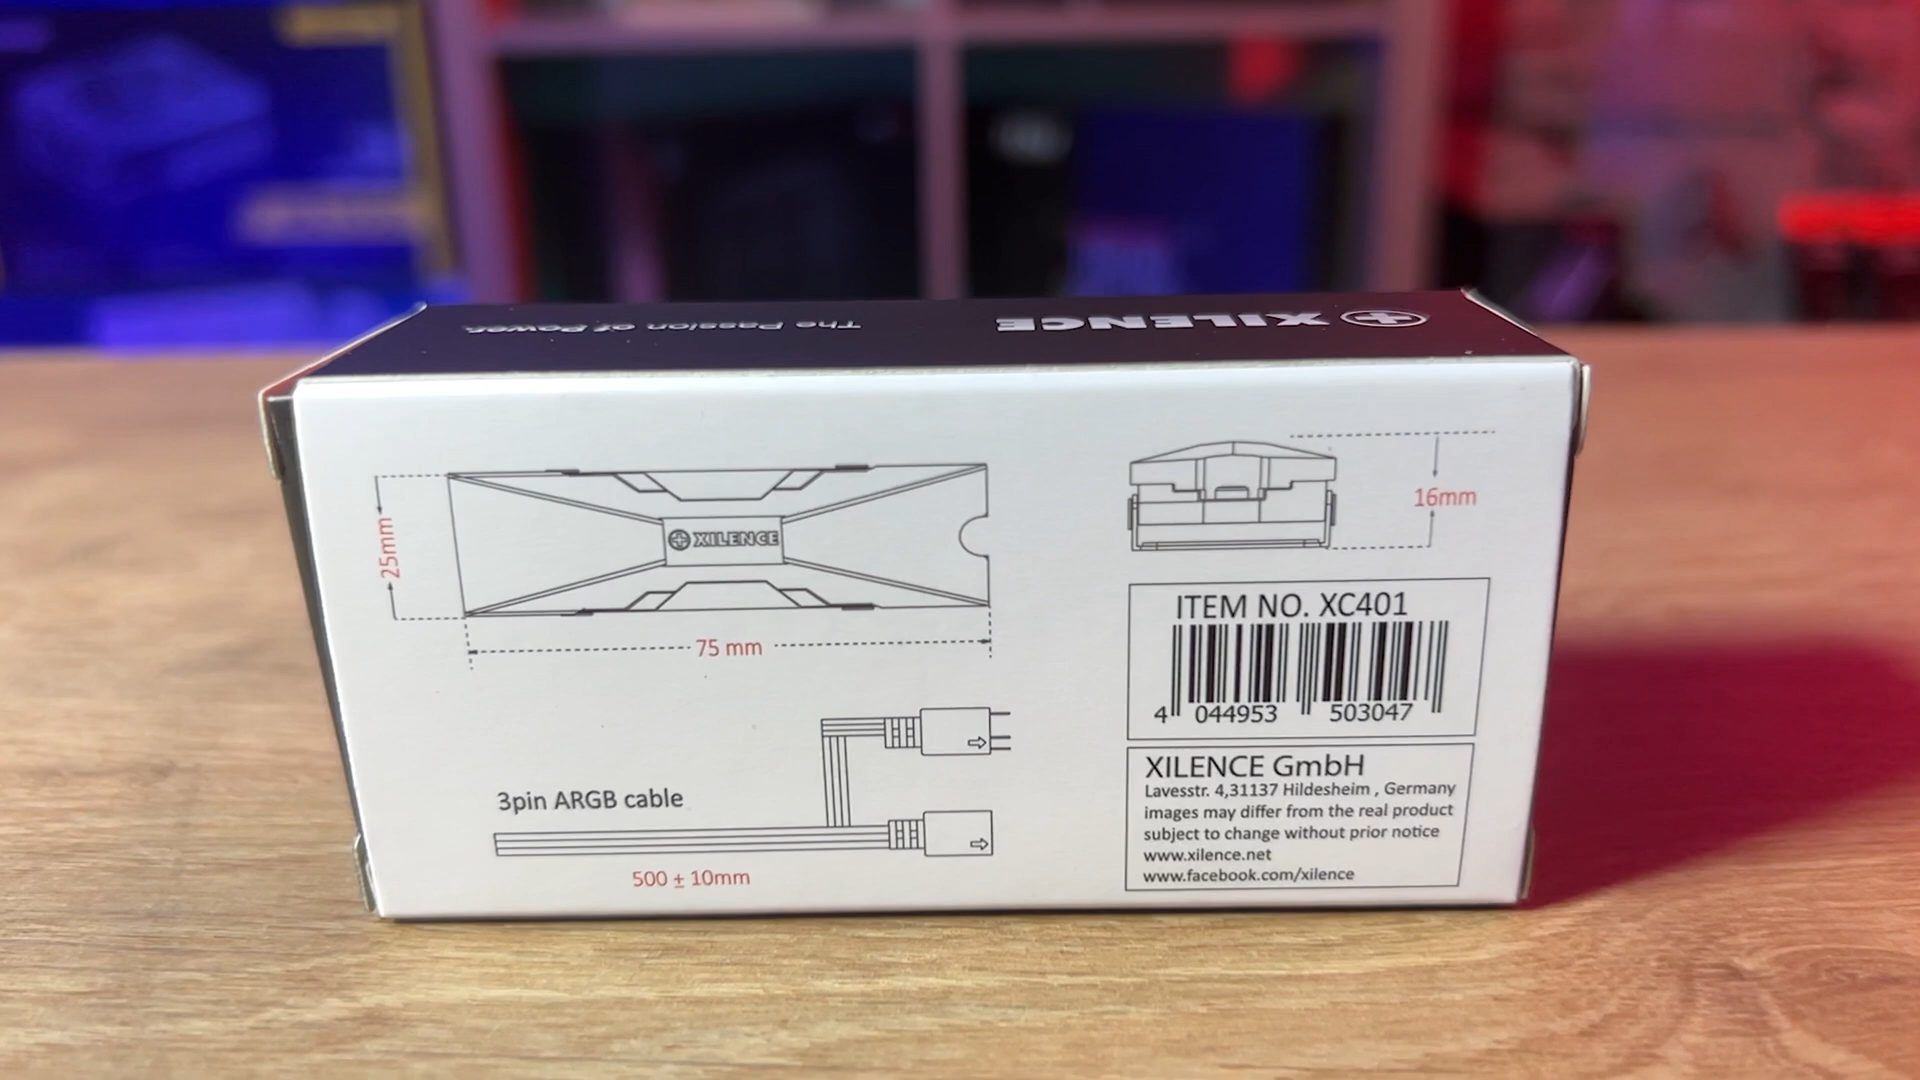 XILENCE
The Passion of Power.
25mm
XILENCE
75 mm
16mm
ITEM NO. XC401
4 044953 503047
3pin ARGB cable
500 ± 10mm
XILENCE GmbH
Lavesstr. 4,31137 Hildesheim , Germany
images may differ from the real product
subject to change without prior notice
www.xilence.net
www.facebook.com/xilence